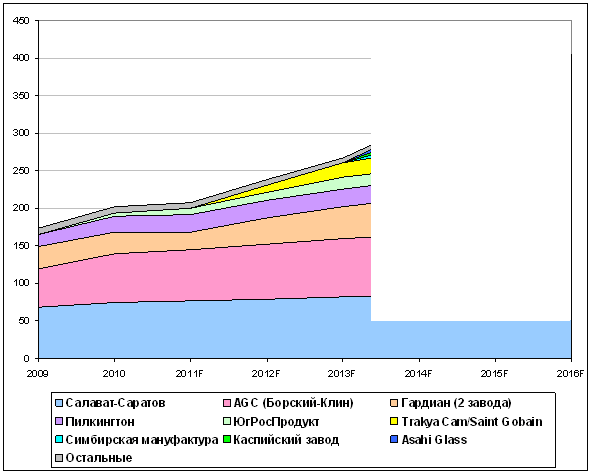 450
400
350
300
250
200
150
100
50
0
2009 2010 2011F 2012F 2013F 2014F 2015F 2016F
Салават-Саратов AGC (Борский-Клин) Гардиан (2 завода)
Пилкингтон ЮгРосПродукт Trakya Cam/Saint Gobain
Симбирская мануфактура Каспийский завод Asahi Glass
Остальные